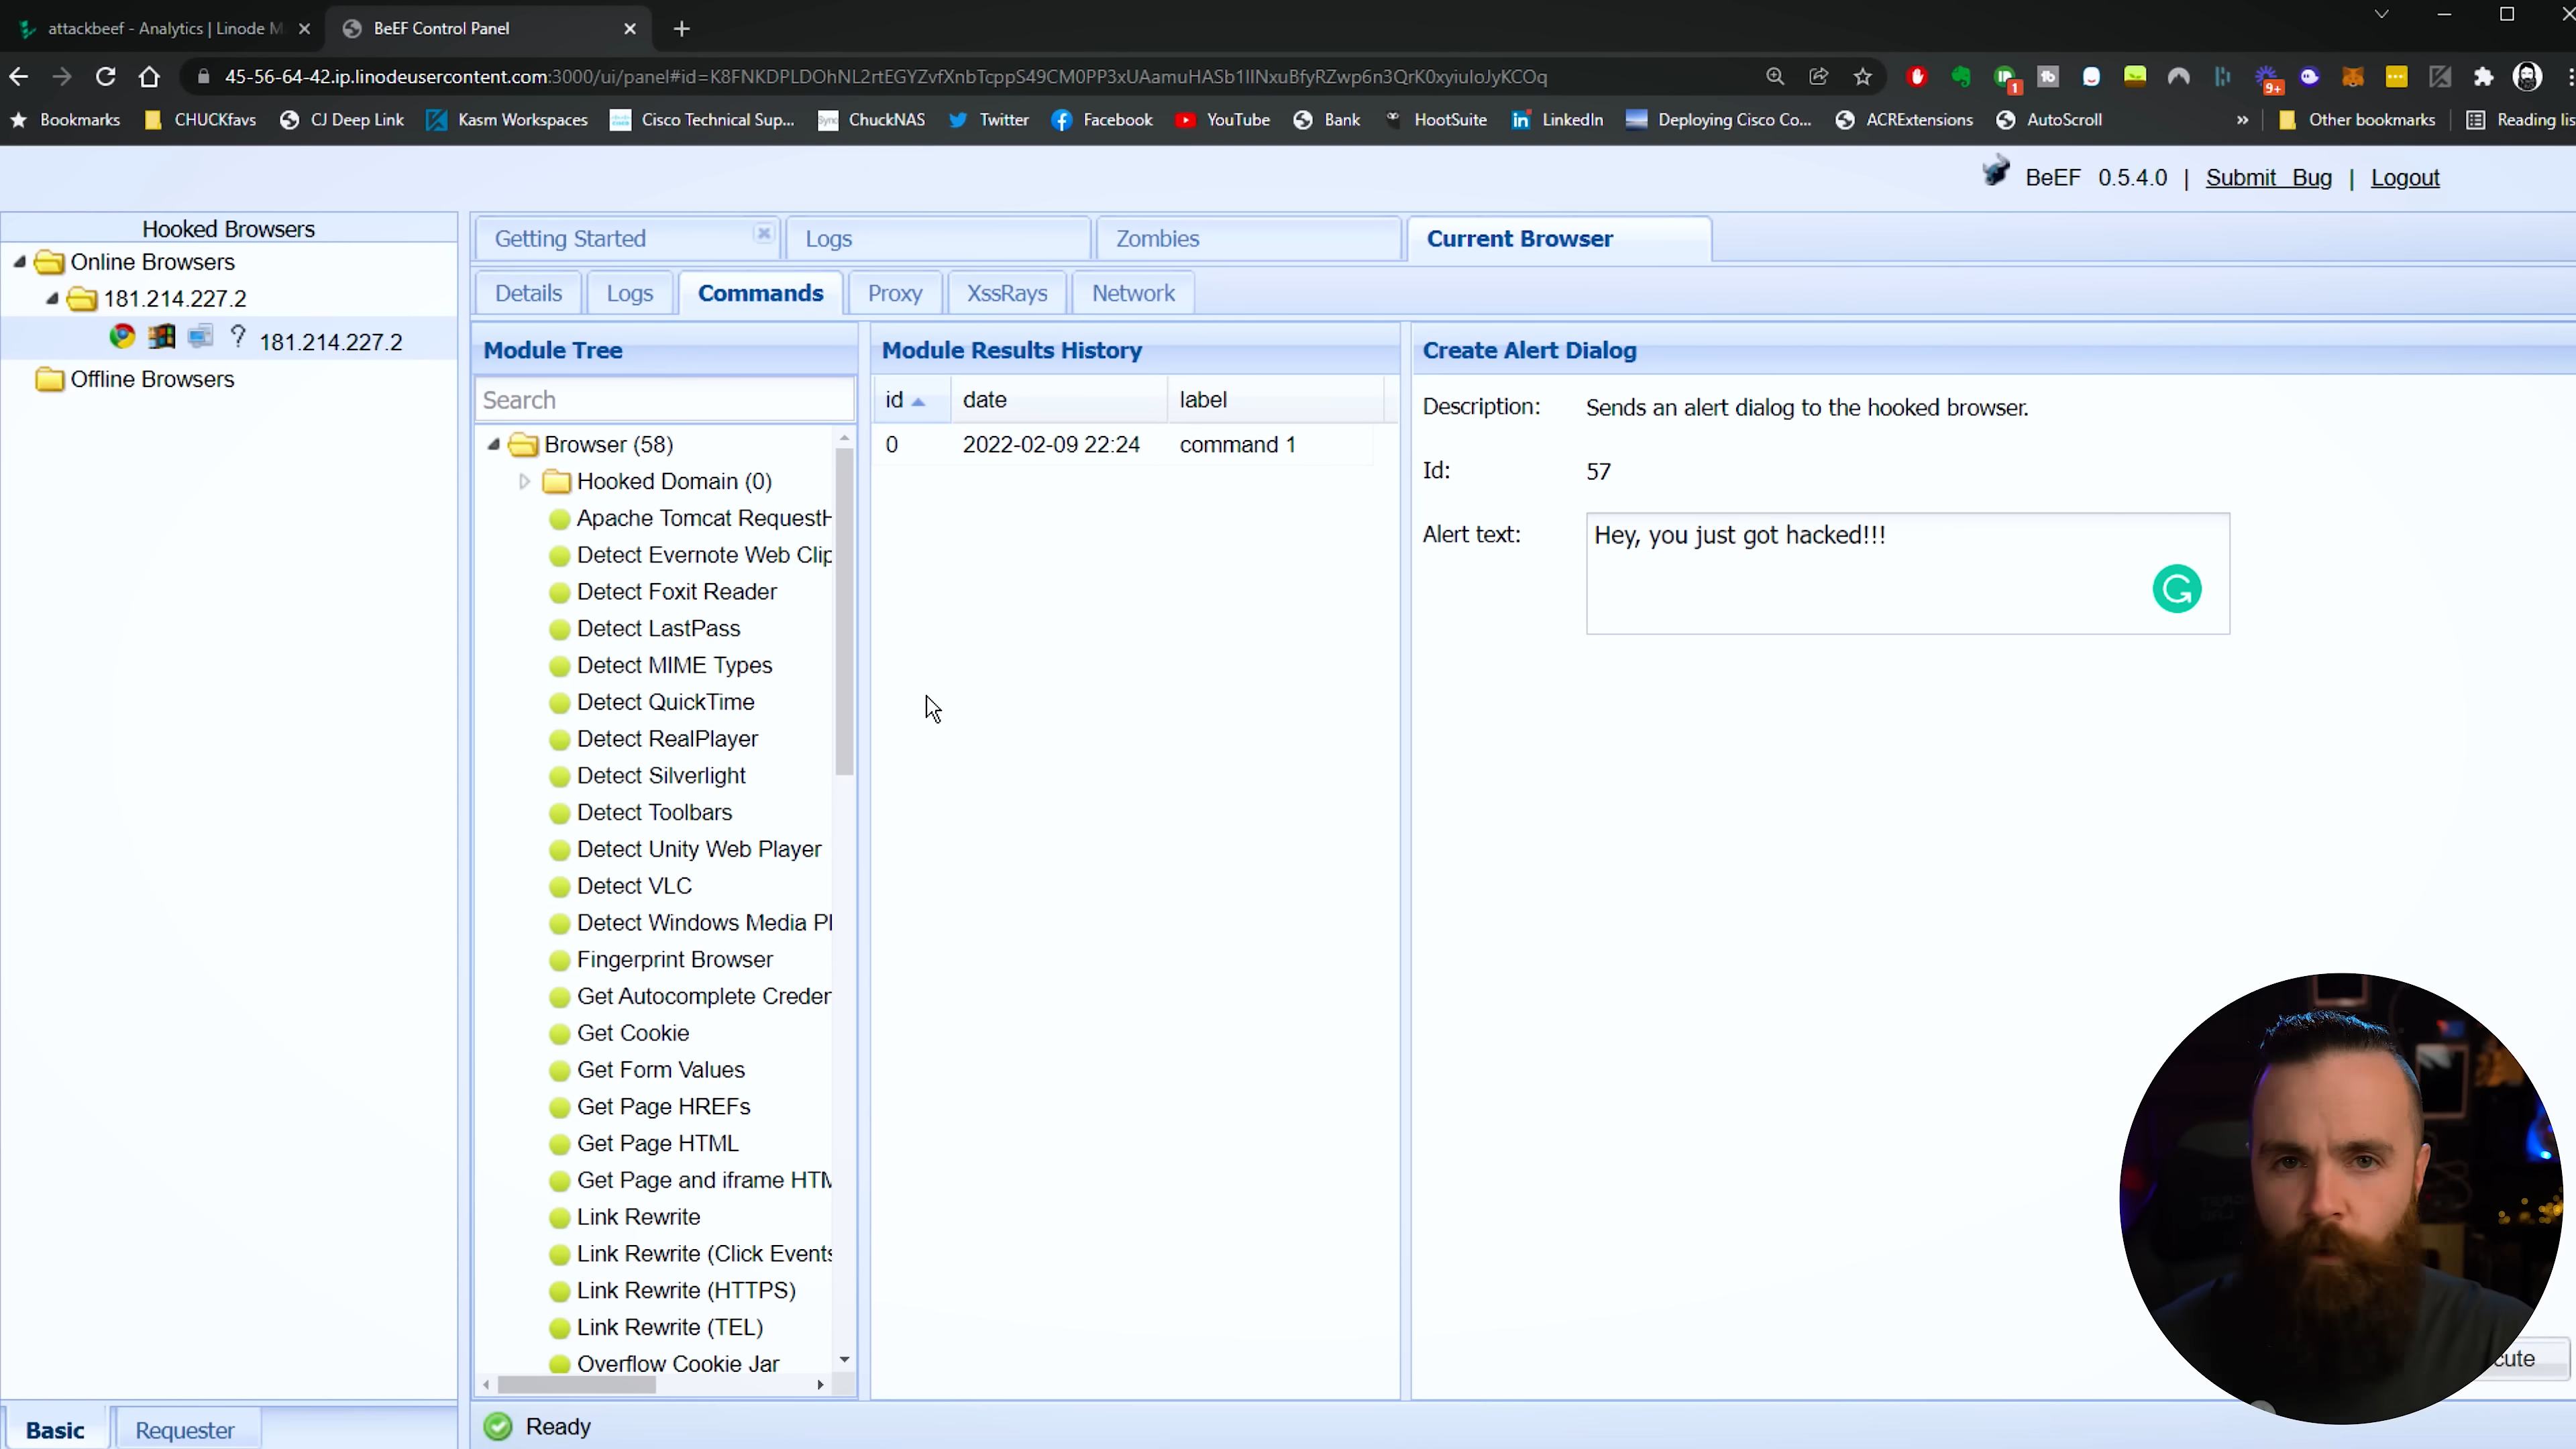 attackbeef - Analytics | Linode M
BeEF Control Panel
45-56-64-42.ip.linodeusercontent.com:3000/ui/panel#id=K8FNKDPLDOhNL2rtEGYZvfXnbTcppS49CM0PP3xUAamuHASb1IINxuBfyRZwp6n3QrK0xyiuIoJyKCOq
1
9+
Bookmarks
CHUCKfavs
CJ Deep Link
Kasm Workspaces
Cisco Technical Sup...
ChuckNAS
Twitter
Facebook
YouTube
Bank
HootSuite
LinkedIn
Deploying Cisco Co...
ACRExtensions
AutoScroll
»
Other bookmarks
Reading lis
BeEF 0.5.4.0 | Submit Bug | Logout
Hooked Browsers
Online Browsers
181.214.227.2
? 181.214.227.2
Offline Browsers
Getting Started
Logs
Zombies
Current Browser
Details
Logs
Commands
Proxy
XssRays
Network
Module Tree
Search
Browser (58)
Hooked Domain (0)
Apache Tomcat RequestH
Detect Evernote Web Clip
Detect Foxit Reader
Detect LastPass
Detect MIME Types
Detect QuickTime
Detect RealPlayer
Detect Silverlight
Detect Toolbars
Detect Unity Web Player
Detect VLC
Detect Windows Media Pl
Fingerprint Browser
Get Autocomplete Creder
Get Cookie
Get Form Values
Get Page HREFs
Get Page HTML
Get Page and iframe HTM
Link Rewrite
Link Rewrite (Click Events
Link Rewrite (HTTPS)
Link Rewrite (TEL)
Overflow Cookie Jar
Module Results History
id date label
0 2022-02-09 22:24 command 1
Create Alert Dialog
Description: Sends an alert dialog to the hooked browser.
Id: 57
Alert text: Hey, you just got hacked!!!
cute
Basic
Requester
Ready